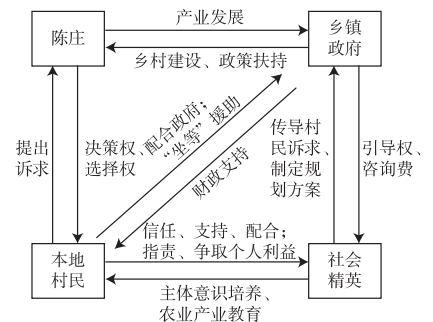 产业发展
陈庄
乡镇
政府
乡村建设、政策扶持
提出
诉求
决策权、
选择权
配合政府；
“坐等”援助
财政支持
传导村
民诉求、
制定规
划方案
引导权、
咨询费
信任、支持、配合；
指责、争取个人利益
本地
村民
社会
精英
主体意识培养、
农业产业教育